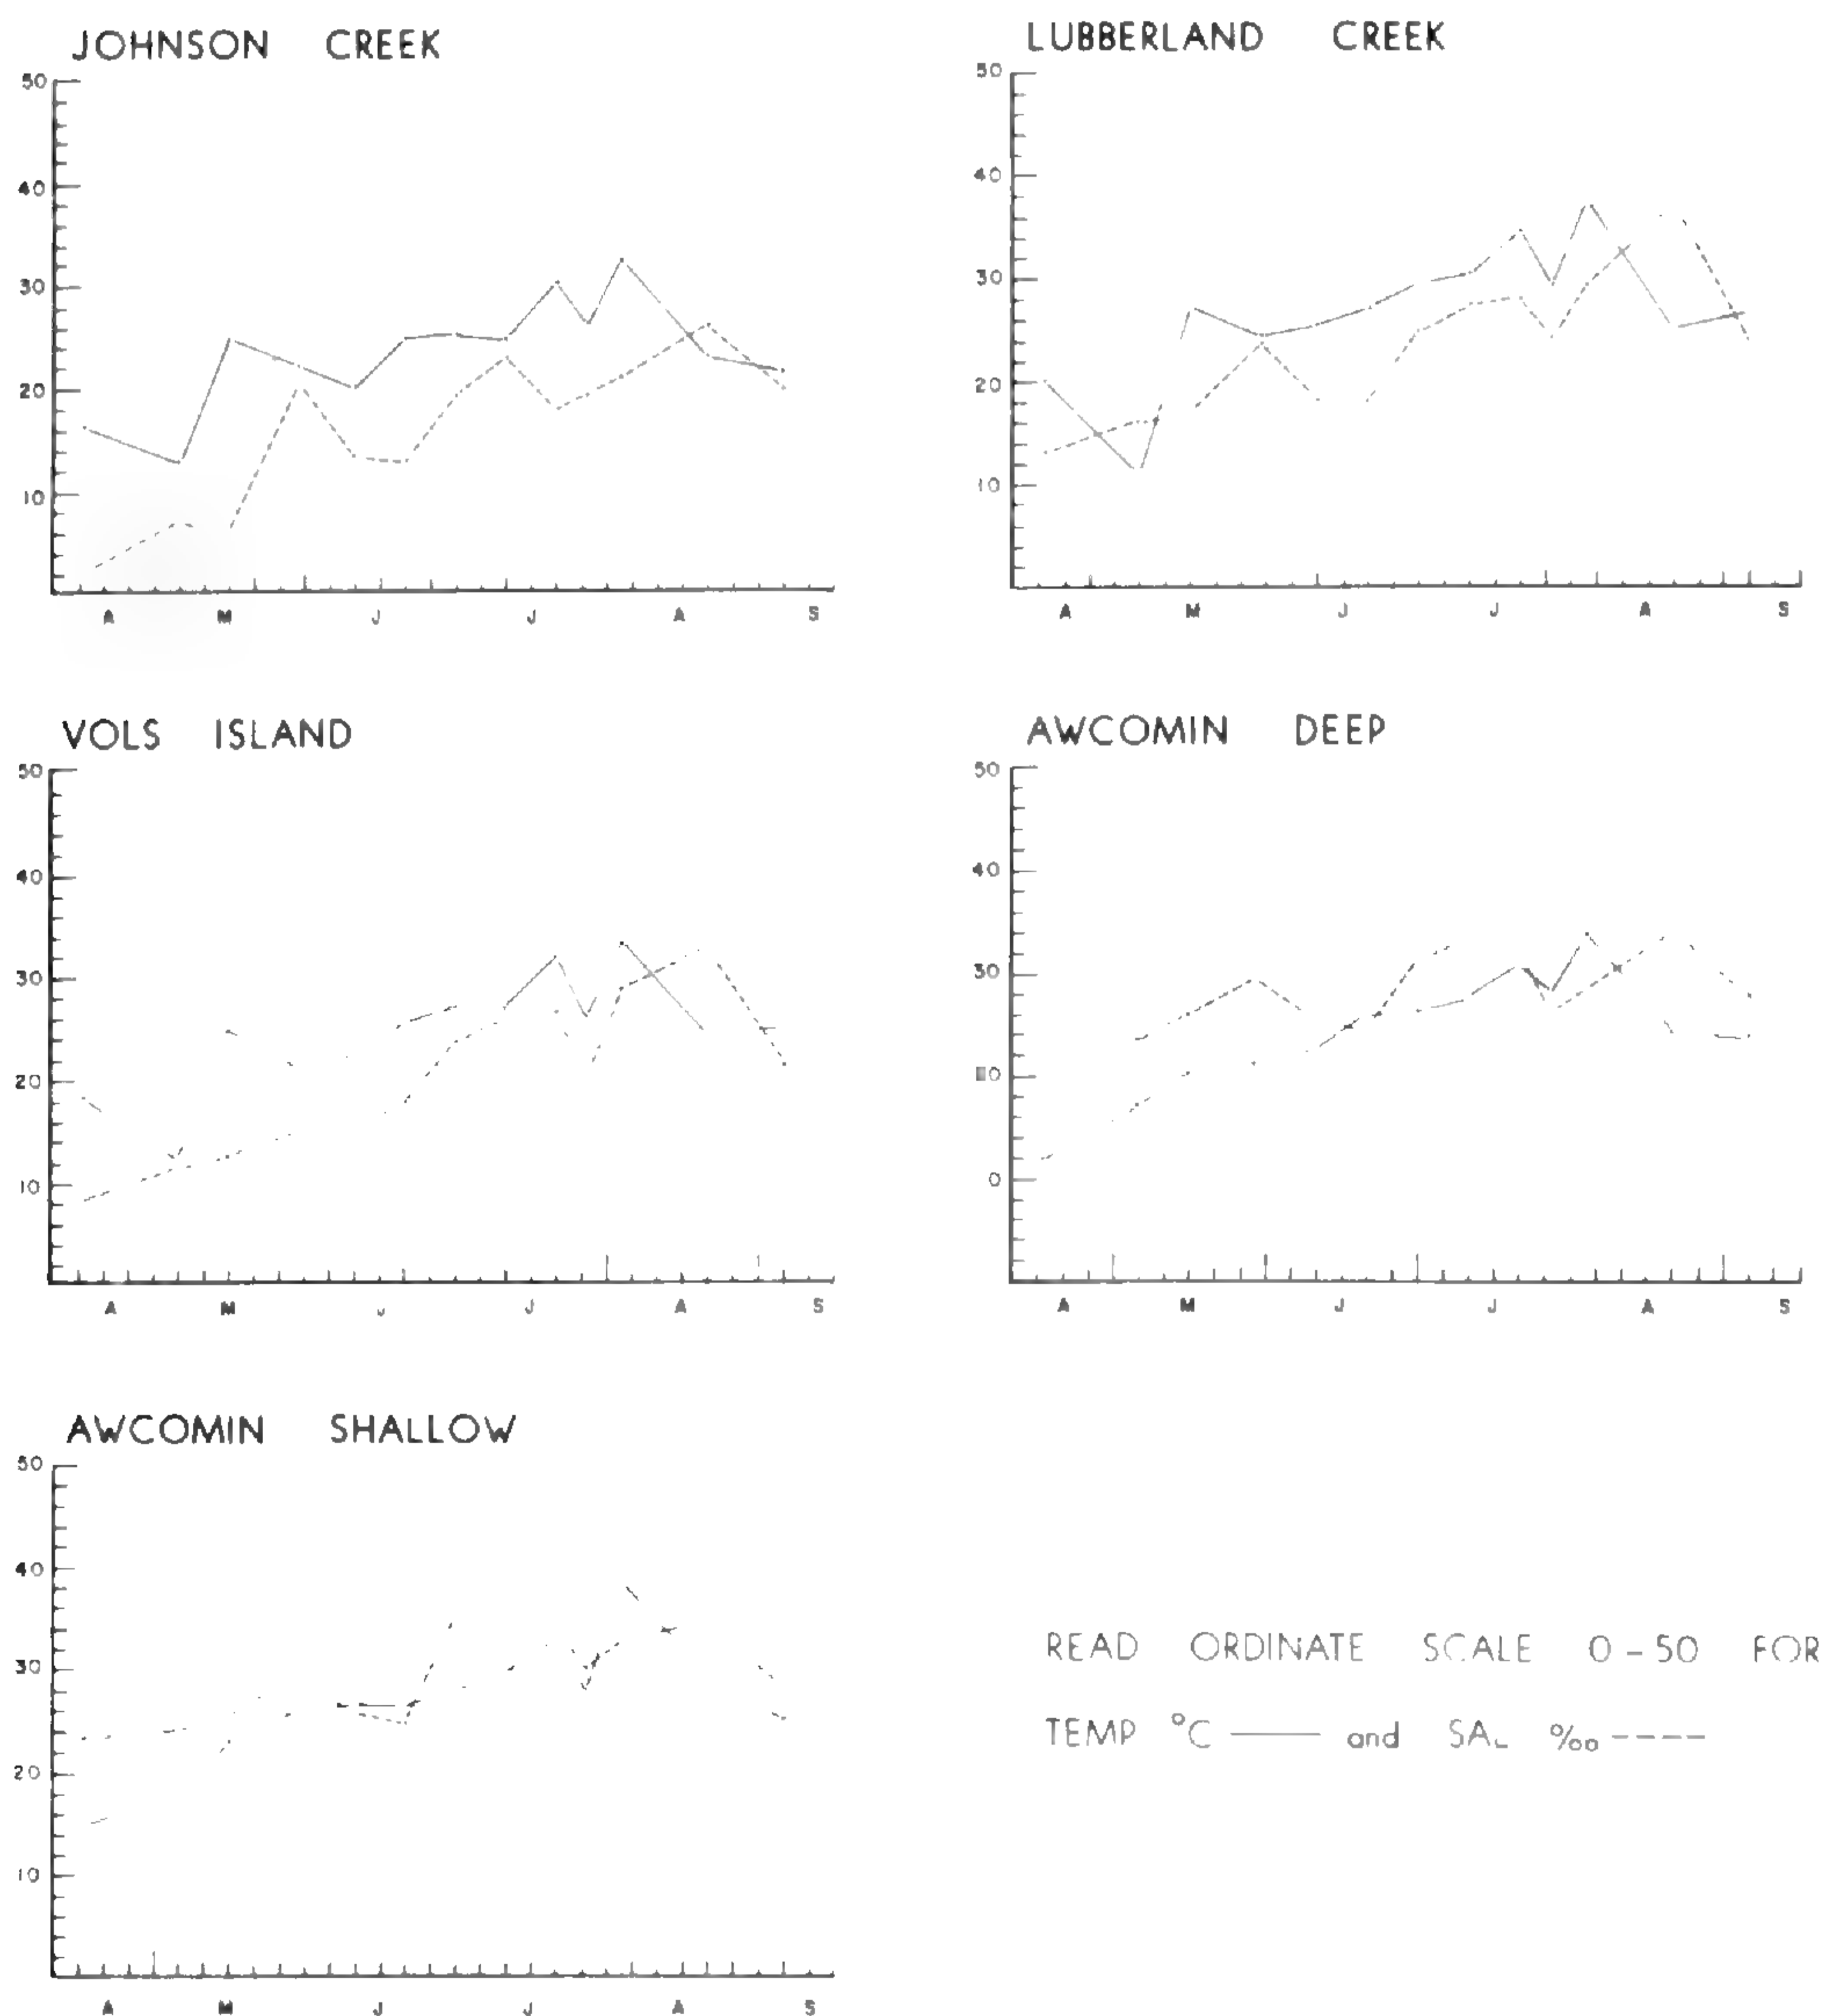 JOHNSON CREEK
50
40
30
20
10
A M J J A S
LUBBERLAND CREEK
50
40
30
20
10
A M J J A S
VOLS ISLAND
50
40
30
20
10
A M J J A S
AWCOMIN DEEP
50
40
30
0
0
A M J J A S
AWCOMIN SHALLOW
50
40
30
20
10
A M J J A S
READ ORDINATE SCALE 0-50 FOR
TEMP °C —— and SAL ‰ ----